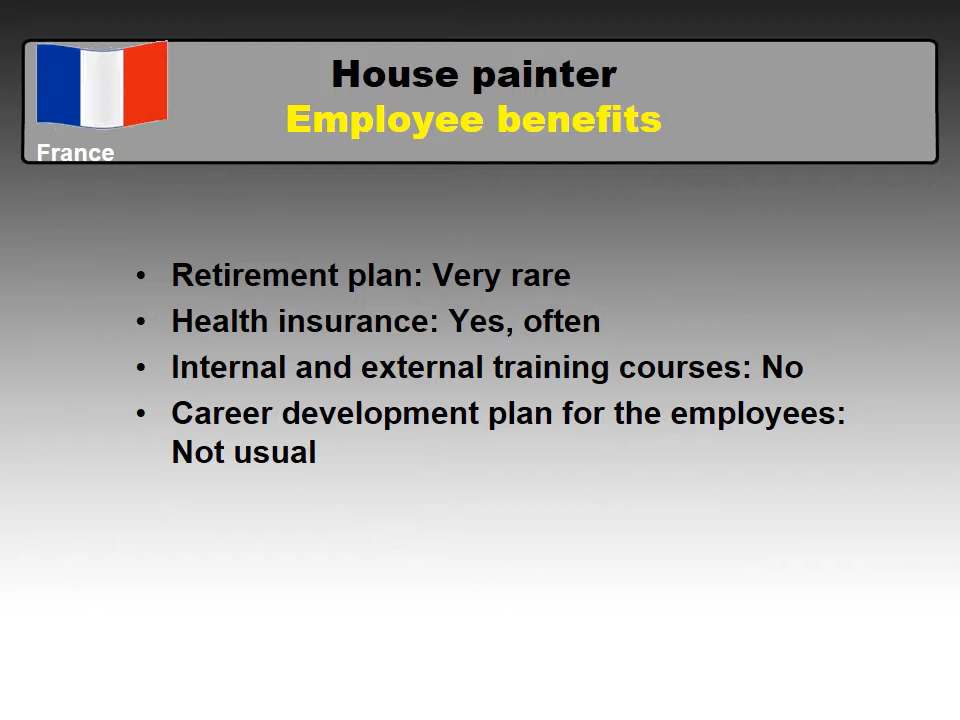 House painter
Employee benefits
France
• Retirement plan: Very rare
• Health insurance: Yes, often
• Internal and external training courses: No
• Career development plan for the employees:
Not usual